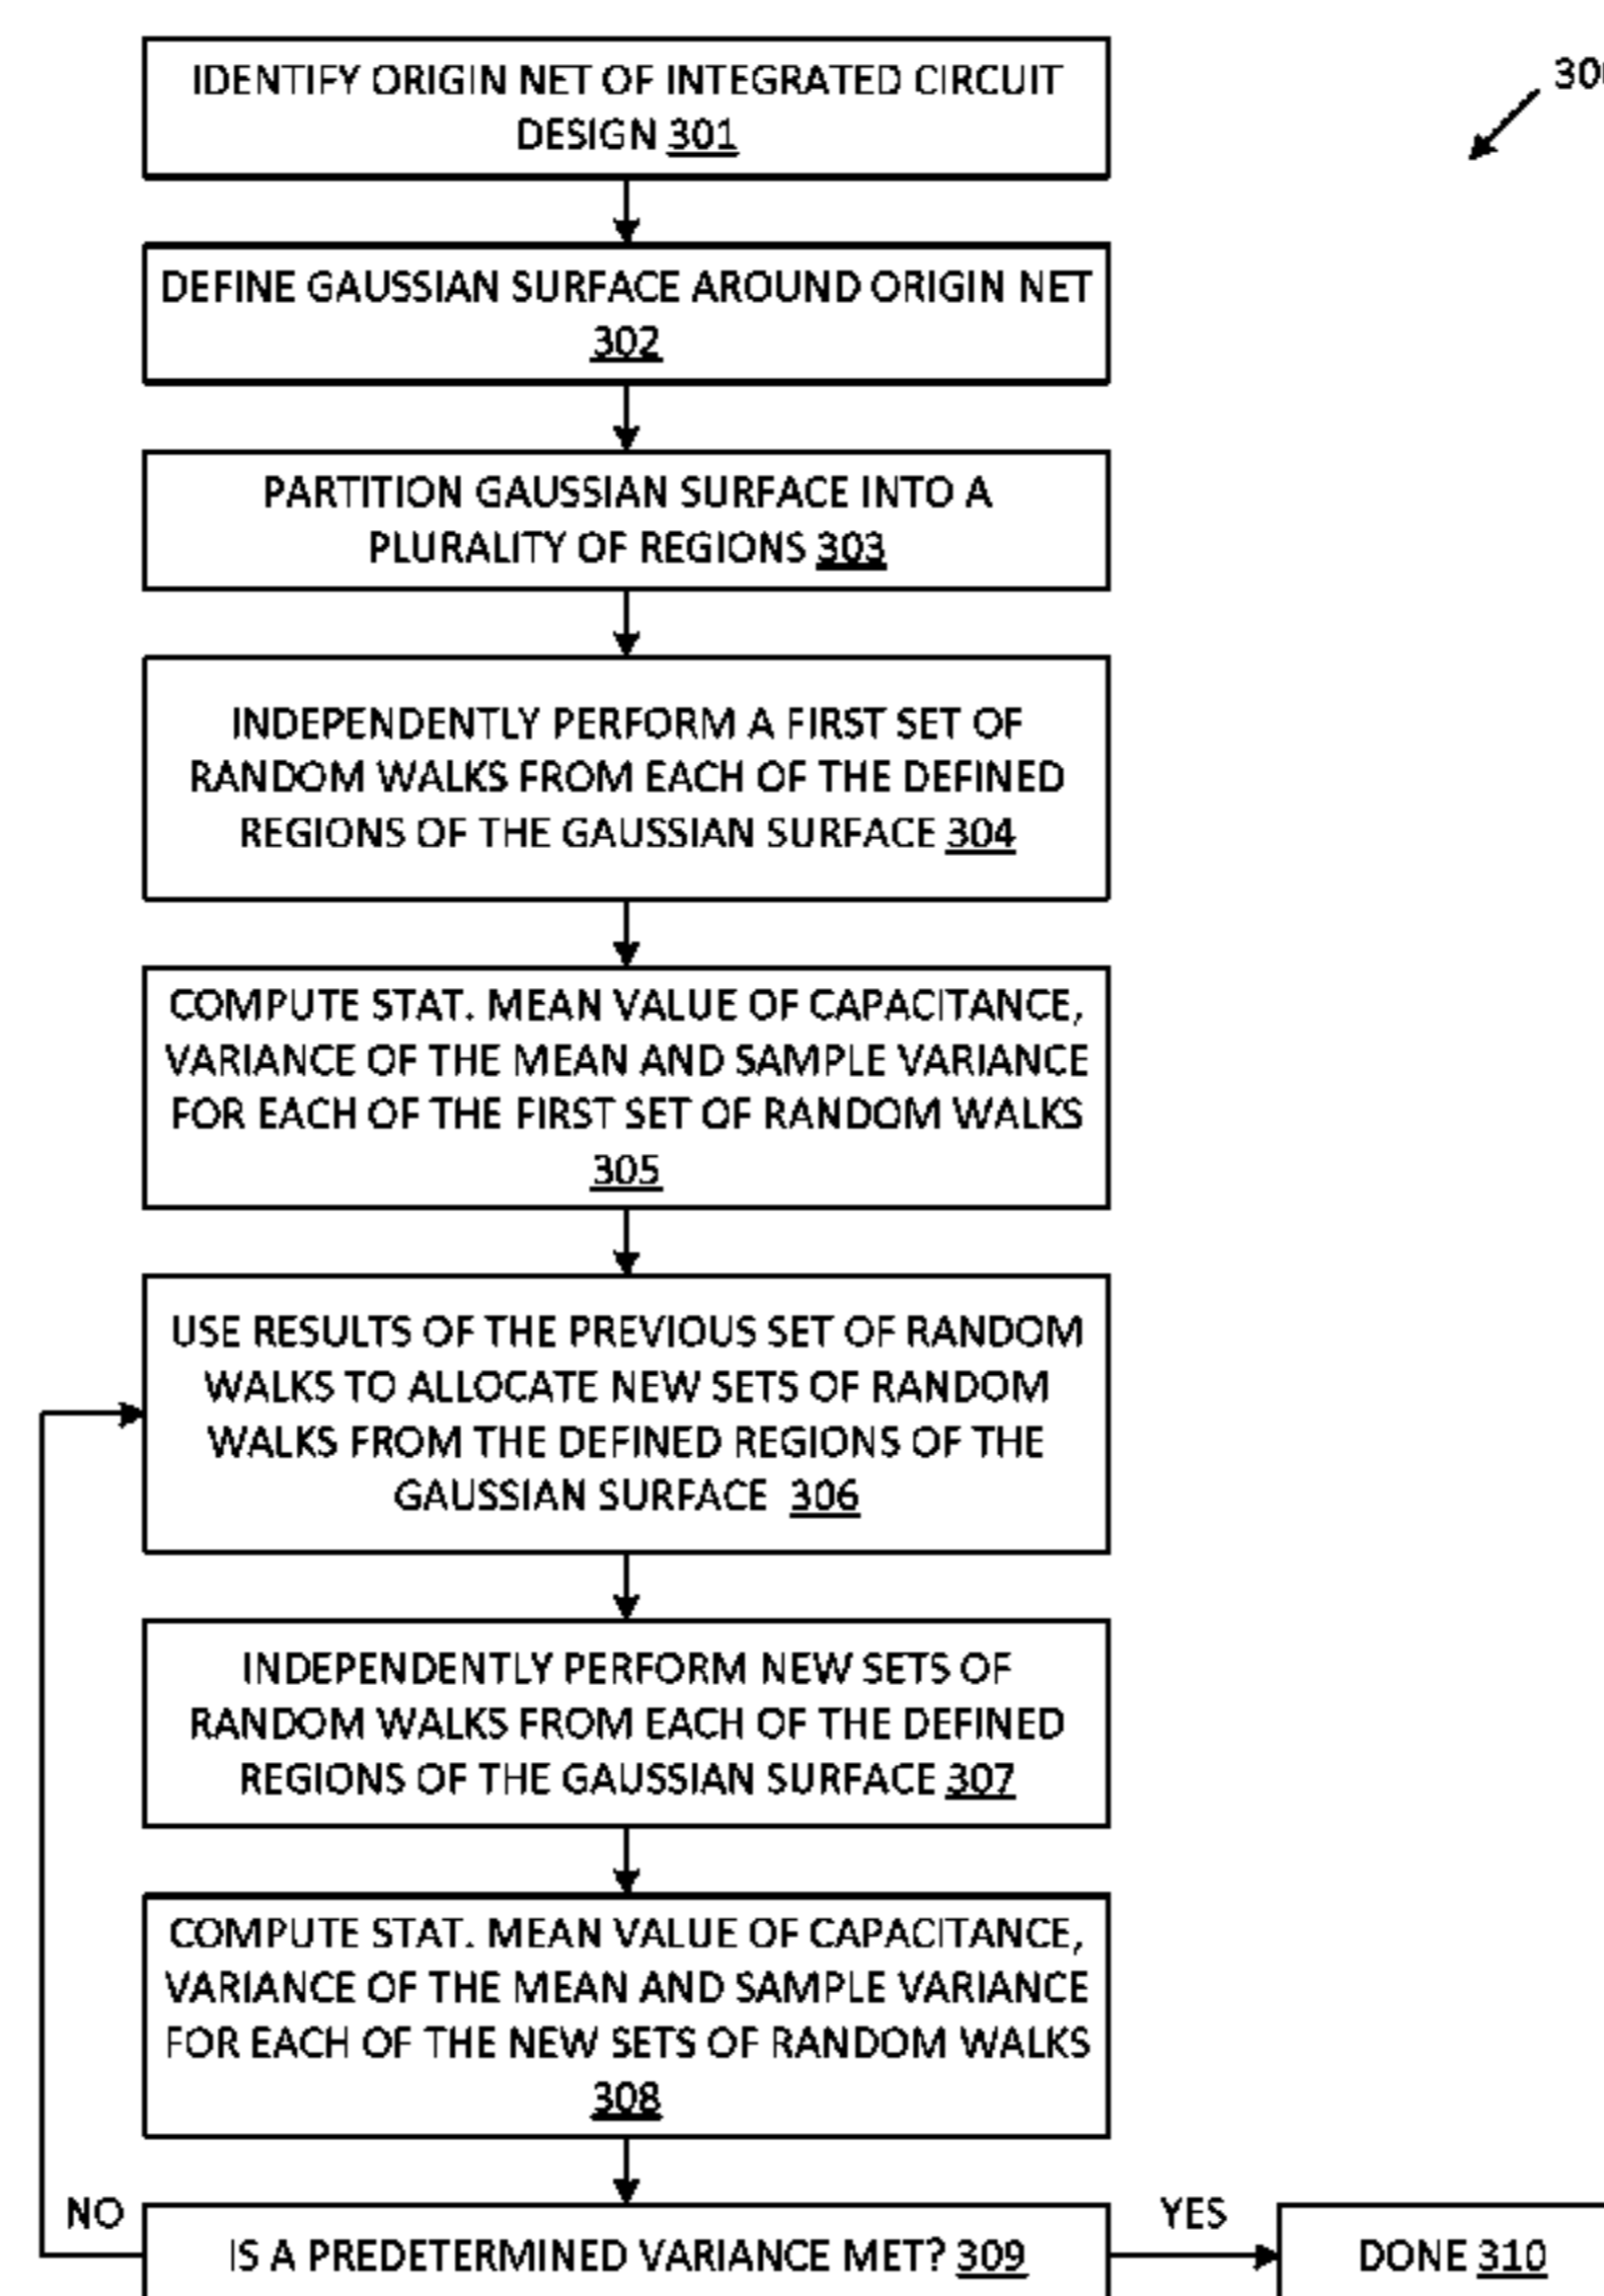 IDENTIFY ORIGIN NET OF INTEGRATED CIRCUIT
DESIGN 301
DEFINE GAUSSIAN SURFACE AROUND ORIGIN NET
302
PARTITION GAUSSIAN SURFACE INTO A
PLURALITY OF REGIONS 303
INDEPENDENTLY PERFORM A FIRST SET OF
RANDOM WALKS FROM EACH OF THE DEFINED
REGIONS OF THE GAUSSIAN SURFACE 304
COMPUTE STAT. MEAN VALUE OF CAPACITANCE,
VARIANCE OF THE MEAN AND SAMPLE VARIANCE
FOR EACH OF THE FIRST SET OF RANDOM WALKS
305
USE RESULTS OF THE PREVIOUS SET OF RANDOM
WALKS TO ALLOCATE NEW SETS OF RANDOM
WALKS FROM THE DEFINED REGIONS OF THE
GAUSSIAN SURFACE 306
INDEPENDENTLY PERFORM NEW SETS OF
RANDOM WALKS FROM EACH OF THE DEFINED
REGIONS OF THE GAUSSIAN SURFACE 307
COMPUTE STAT. MEAN VALUE OF CAPACITANCE,
VARIANCE OF THE MEAN AND SAMPLE VARIANCE
FOR EACH OF THE NEW SETS OF RANDOM WALKS
308
NO
IS A PREDETERMINED VARIANCE MET? 309
YES
DONE 310